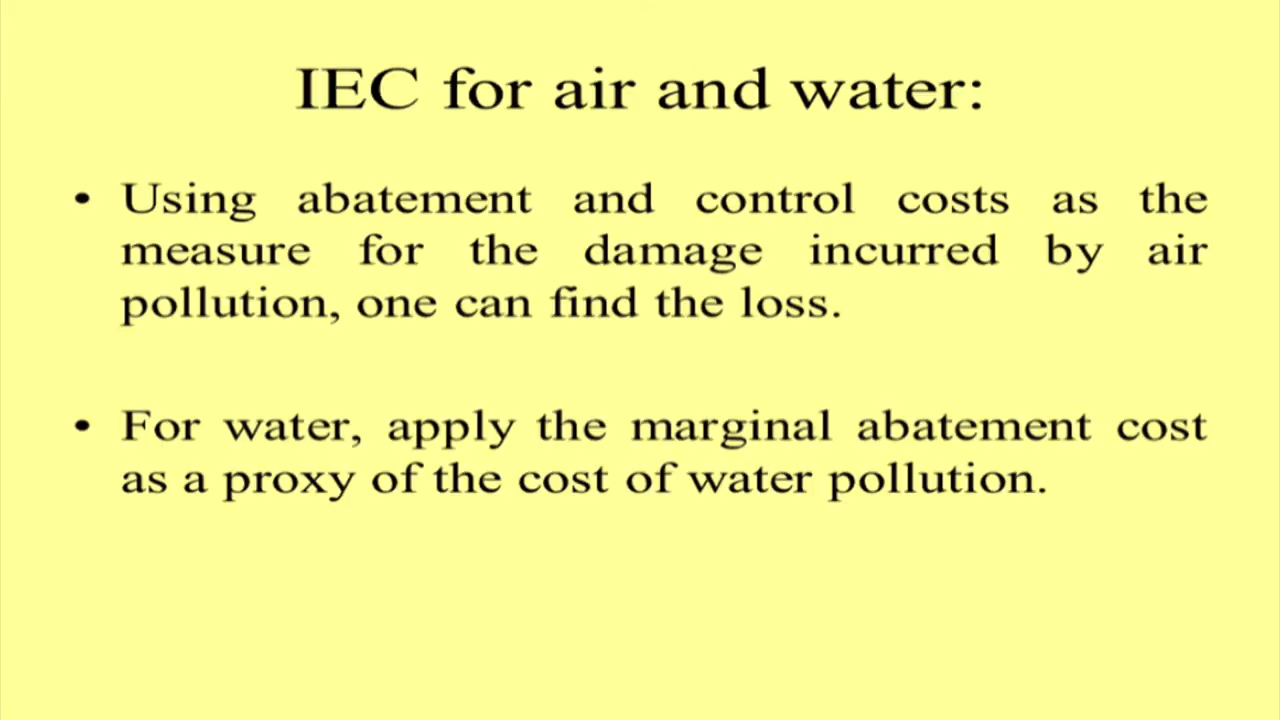 IEC for air and water:
• Using abatement and control costs as the
measure for the damage incurred by air
pollution, one can find the loss.
• For water, apply the marginal abatement cost
as a proxy of the cost of water pollution.